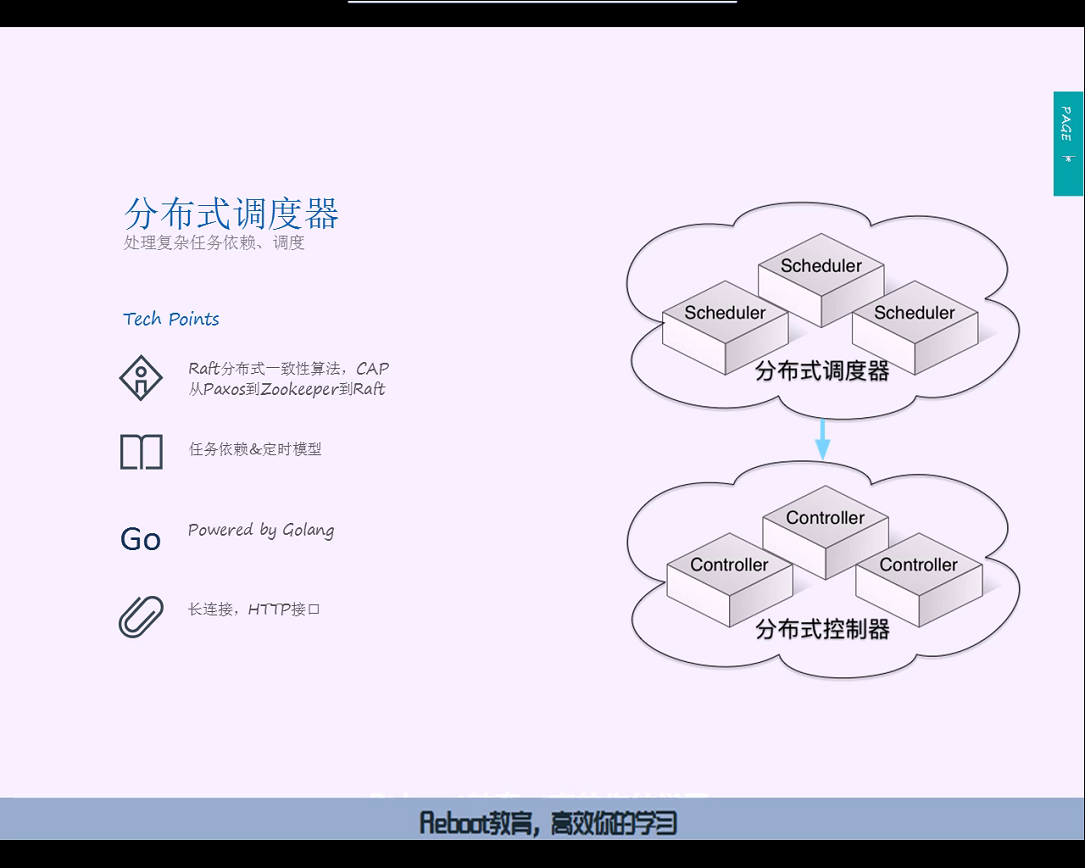 PAGE
分布式调度器
处理复杂任务依赖、调度
Tech Points
Raft分布式一致性算法，CAP
从Paxos到Zookeeper到Raft
任务依赖&定时模型
Go
Powered by Golang
长连接，HTTP接口
Scheduler
Scheduler
Scheduler
分布式调度器
Controller
Controller
Controller
分布式控制器
Reboot教育，高效你的学习